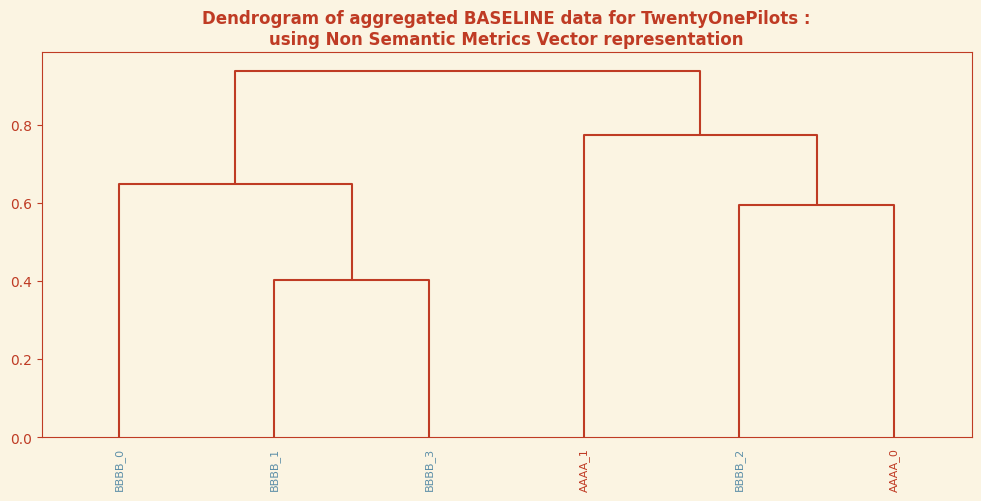 Dendrogram of aggregated BASELINE data for TwentyOnePilots :
using Non Semantic Metrics Vector representation
0.8
0.6
0.4
0.2
0.0
BBBB_0
BBBB_1
BBBB_3
AAAA_1
BBBB_2
AAAA_0